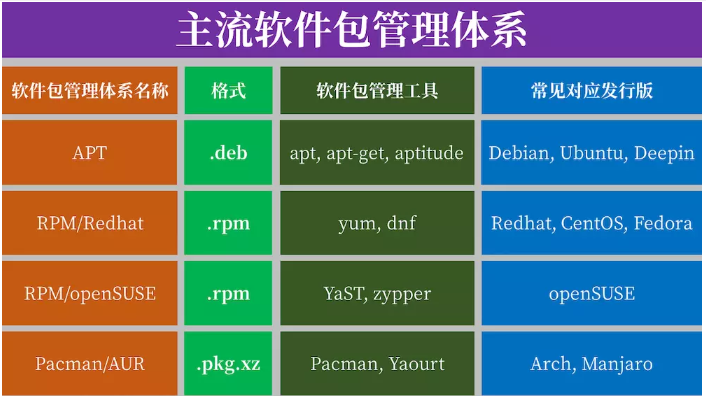 主流软件包管理体系
软件包管理体系名称 格式 软件包管理工具 常见对应发行版
APT .deb apt, apt-get, aptitude Debian, Ubuntu, Deepin
RPM/Redhat .rpm yum, dnf Redhat, CentOS, Fedora
RPM/openSUSE .rpm YaST, zypper openSUSE
Pacman/AUR .pkg.xz Pacman, Yaourt Arch, Manjaro